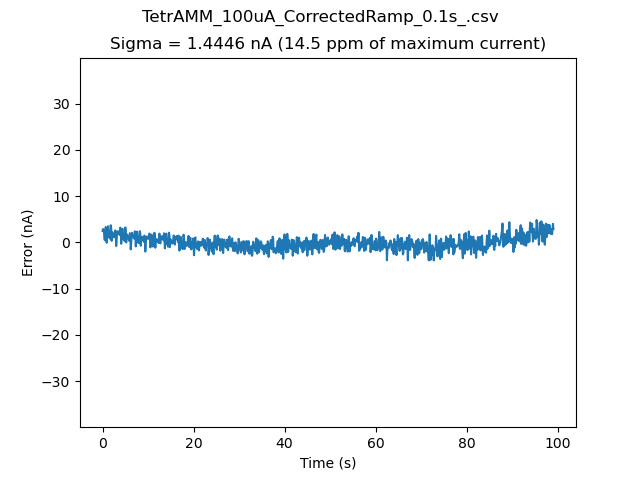 TetrAMM_100uA_CorrectedRamp_0.1s_.csv
Sigma = 1.4446 nA (14.5 ppm of maximum current)
30
20
10
0
−10
−20
−30
Error (nA)
0 20 40 60 80 100
Time (s)